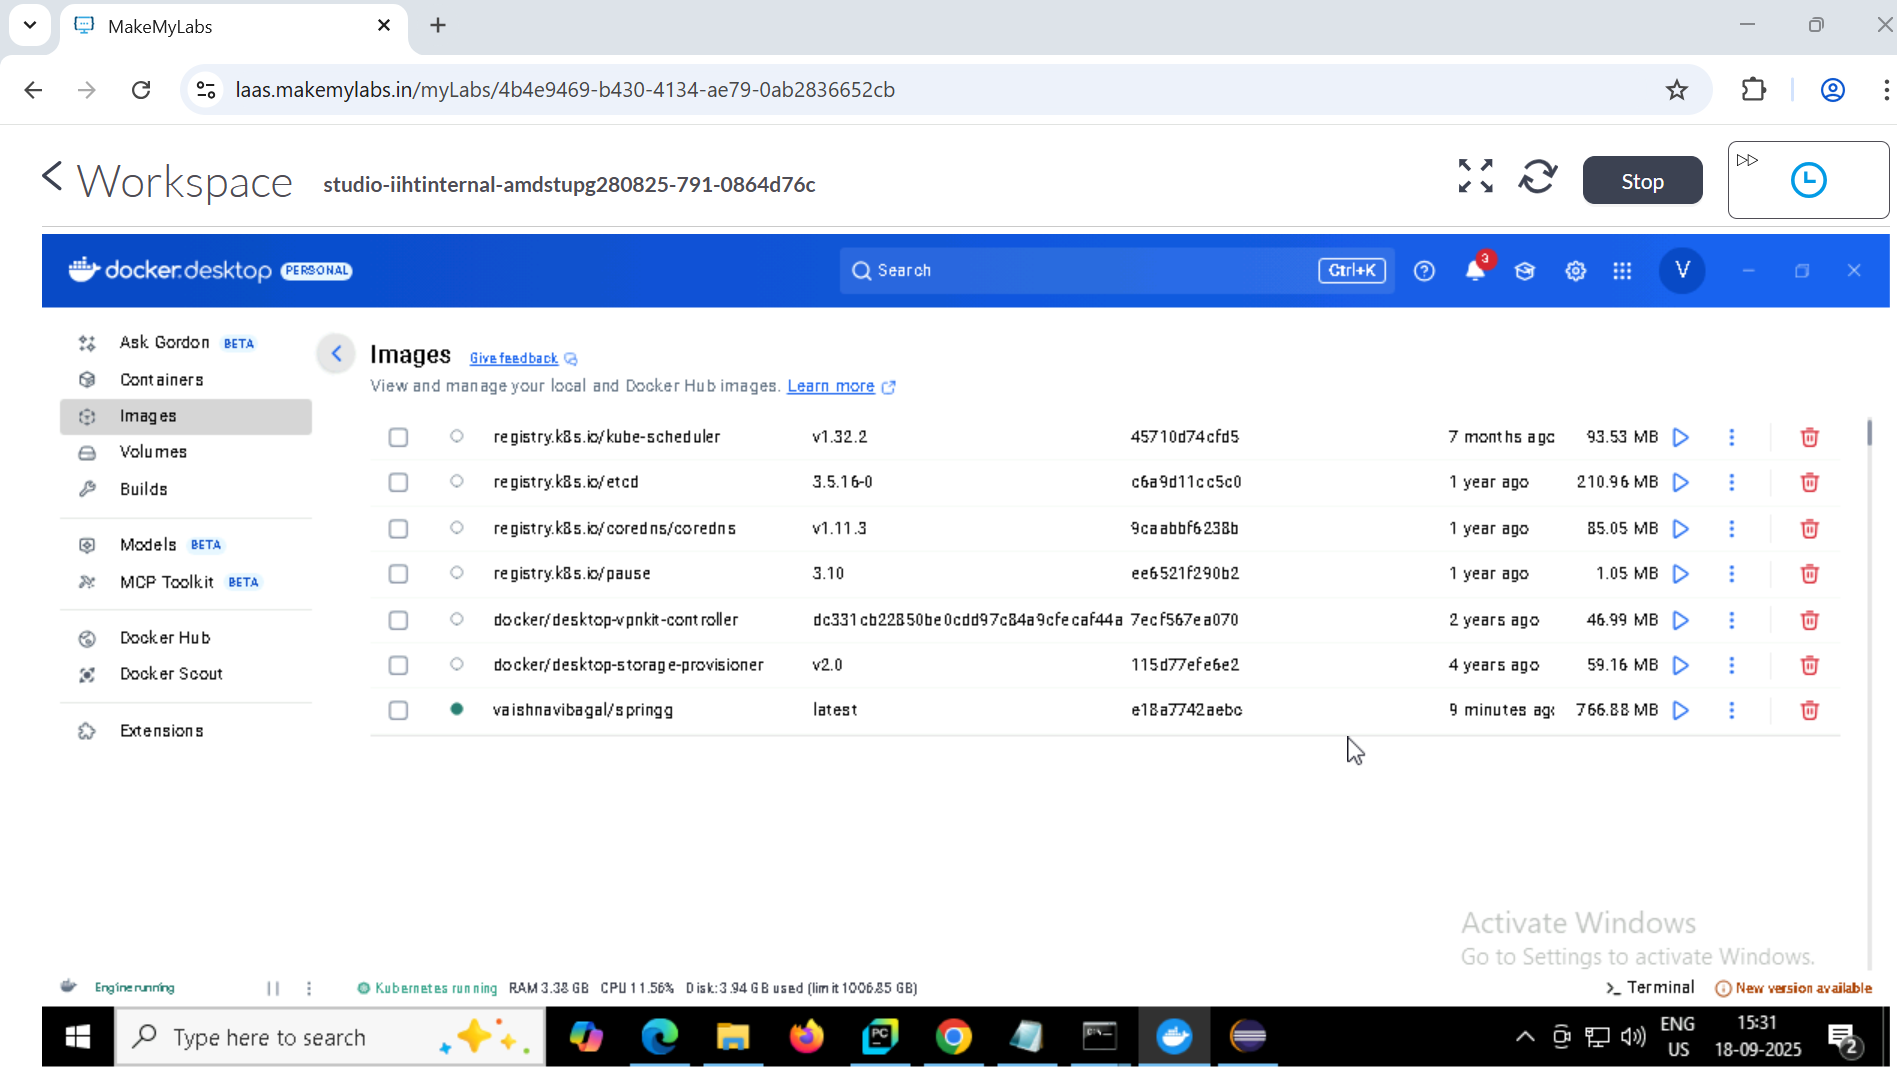 MakeMyLabs
laas.makemylabs.in/myLabs/4b4e9469-b430-4134-ae79-0ab2836652cb
Workspace studio-iihtinternal-amdstupg280825-791-0864d76c
Stop
docker.desktop PERSONAL
Search Ctrl+K
3
V
Ask Gordon BETA
Containers
Images
Volumes
Builds
Models BETA
MCP Toolkit BETA
Docker Hub
Docker Scout
Extensions
Images Give feedback
View and manage your local and Docker Hub images. Learn more
registry.k8s.io/kube-scheduler v1.32.2 45710d74cfd5 7 months ago 93.53 MB
registry.k8s.io/etcd 3.5.16-0 c6a9d11cc5c0 1 year ago 210.96 MB
registry.k8s.io/coredns/coredns v1.11.3 9caabbf6238b 1 year ago 85.05 MB
registry.k8s.io/pause 3.10 ee6521f290b2 1 year ago 1.05 MB
docker/desktop-vpnkit-controller dc331cb22850be0cdd97c84a9cfecaf44a 7ecf567ea070 2 years ago 46.99 MB
docker/desktop-storage-provisioner v2.0 115d77efe6e2 4 years ago 59.16 MB
vaishnavibagal/springg latest e18a7742aebc 9 minutes ago 766.88 MB
Activate Windows
Go to Settings to activate Windows.
Engine running
Kubernetes running RAM 3.38 GB CPU 11.56% Disk: 3.94 GB used (limit 1006.85 GB)
>_ Terminal
New version available
Type here to search
PC
ENG
US
15:31
18-09-2025
2